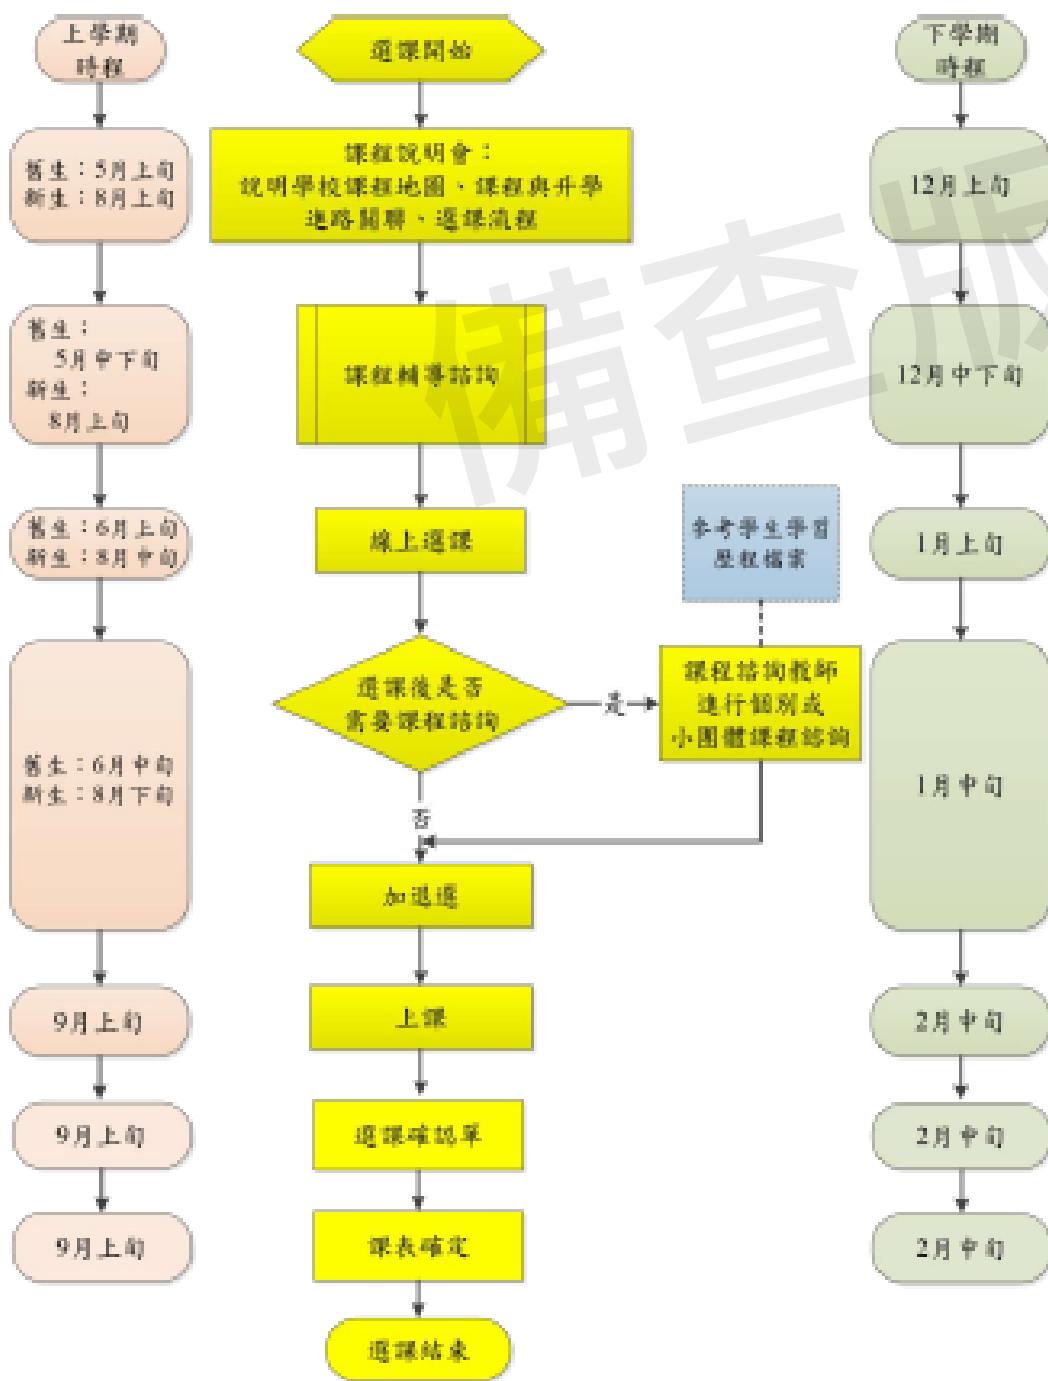 上學期
時程
選課開始
下學期
時程
舊生：5月上旬
新生：8月上旬
課程說明會：
說明學校課程地圖、課程與升學
進路關聯、選課流程
12月上旬
舊生：
5月中下旬
新生：
8月上旬
課程輔導諮詢
12月中下旬
舊生：6月上旬
新生：8月中旬
線上選課
參考學生學習
歷程檔案
1月上旬
選課後是否
需要課程諮詢
是
課程諮詢教師
進行個別或
小團體課程諮詢
舊生：6月中旬
新生：8月下旬
1月中旬
否
加退選
9月上旬
上課
2月中旬
9月上旬
選課確認單
2月中旬
9月上旬
課表確定
2月中旬
選課結束
備查版